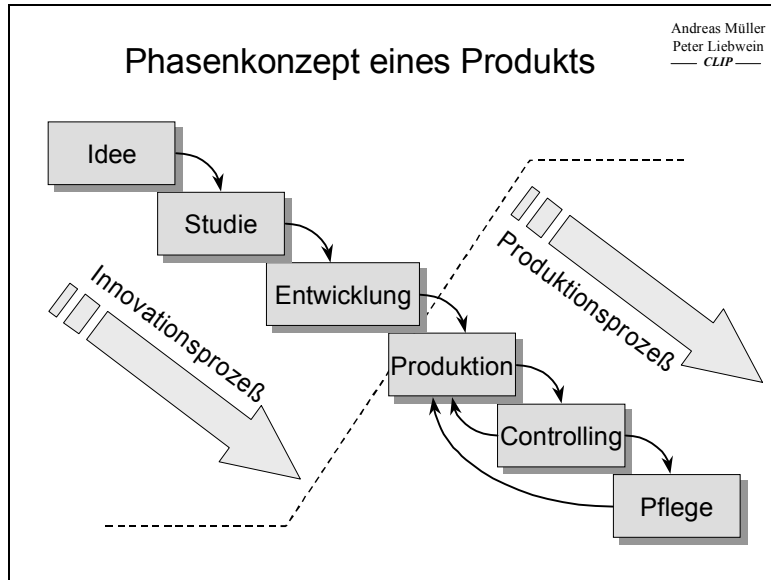 Phasenkonzept eines Produkts
Andreas Müller
Peter Liebwein
CLIP
Idee
Studie
Entwicklung
Produktion
Controlling
Pflege
Innovationsprozeß
Produktionsprozeß